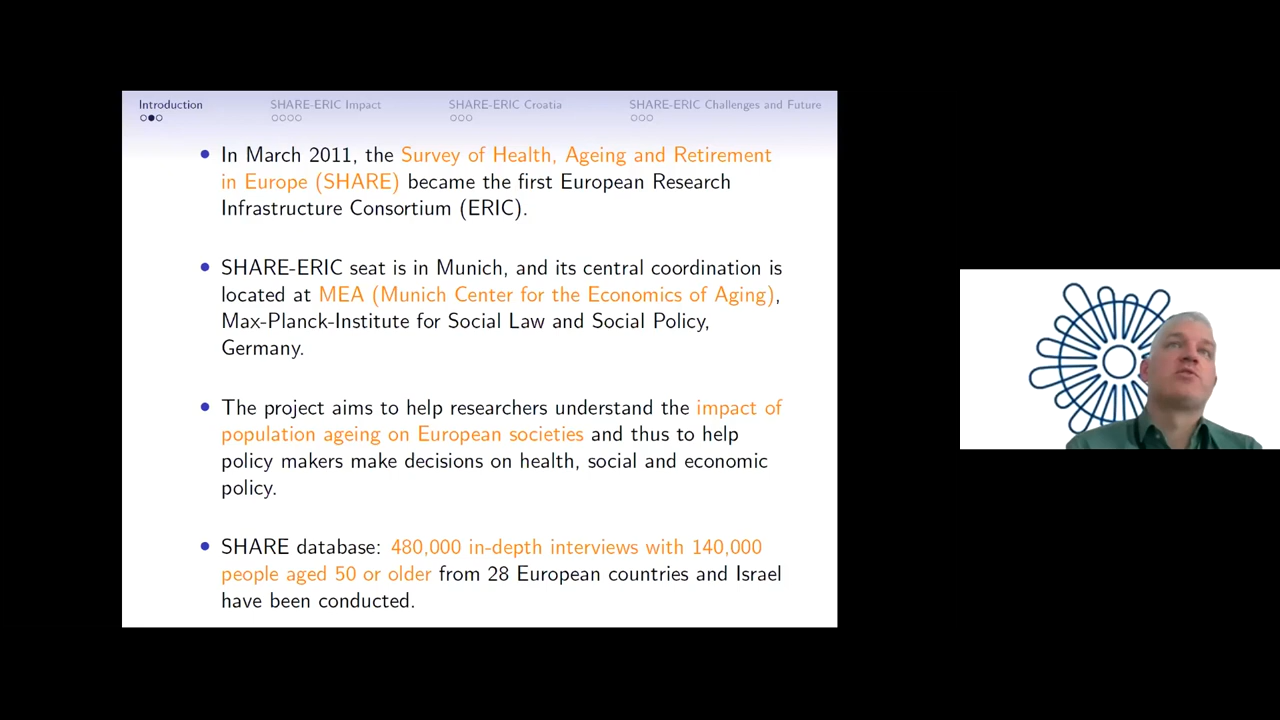 Introduction
SHARE-ERIC Impact
SHARE-ERIC Croatia
SHARE-ERIC Challenges and Future
In March 2011, the Survey of Health, Ageing and Retirement
in Europe (SHARE) became the first European Research
Infrastructure Consortium (ERIC).
SHARE-ERIC seat is in Munich, and its central coordination is
located at MEA (Munich Center for the Economics of Aging),
Max-Planck-Institute for Social Law and Social Policy,
Germany.
The project aims to help researchers understand the impact of
population ageing on European societies and thus to help
policy makers make decisions on health, social and economic
policy.
SHARE database: 480,000 in-depth interviews with 140,000
people aged 50 or older from 28 European countries and Israel
have been conducted.